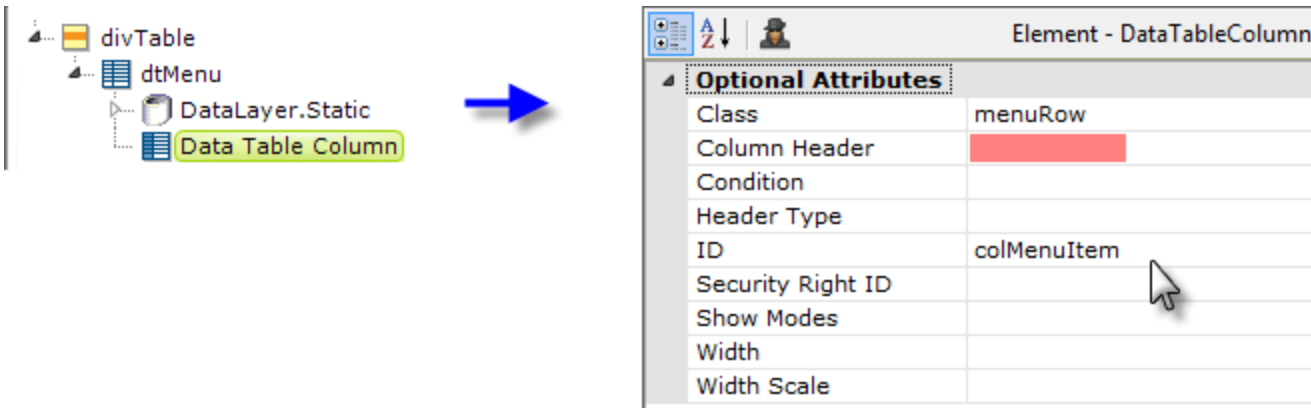 divTable
dtMenu
DataLayer.Static
Data Table Column
A
Z
Element - DataTableColumn
Optional Attributes
Class menuRow
Column Header
Condition
Header Type
ID colMenuItem
Security Right ID
Show Modes
Width
Width Scale